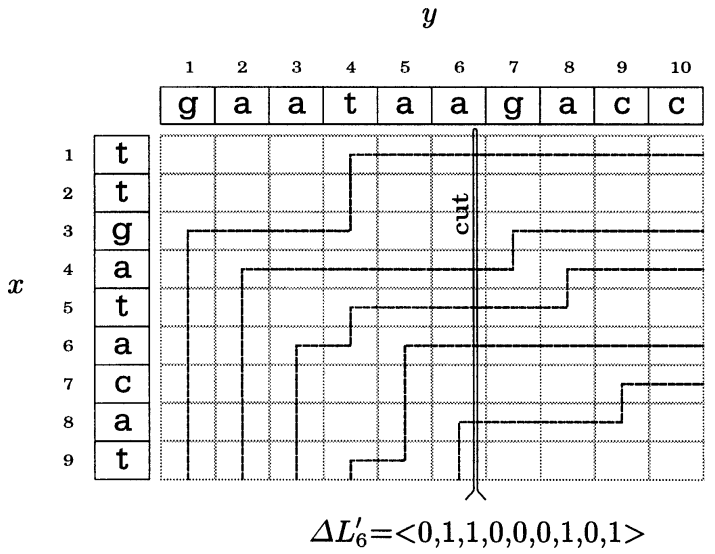 y
1 2 3 4 5 6 7 8 9 10
g a a t a a g a c c
1 t
2 t
3 g
cut
4 a
x
5 t
6 a
7 c
8 a
9 t
ΔL′₆=<0,1,1,0,0,0,1,0,1>